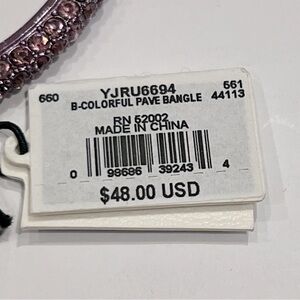 YJRU6694
660 561
B-COLORFUL PAVE BANGLE 44113
RN 52002
MADE IN CHINA
0 98686 39243 4
$48.00 USD